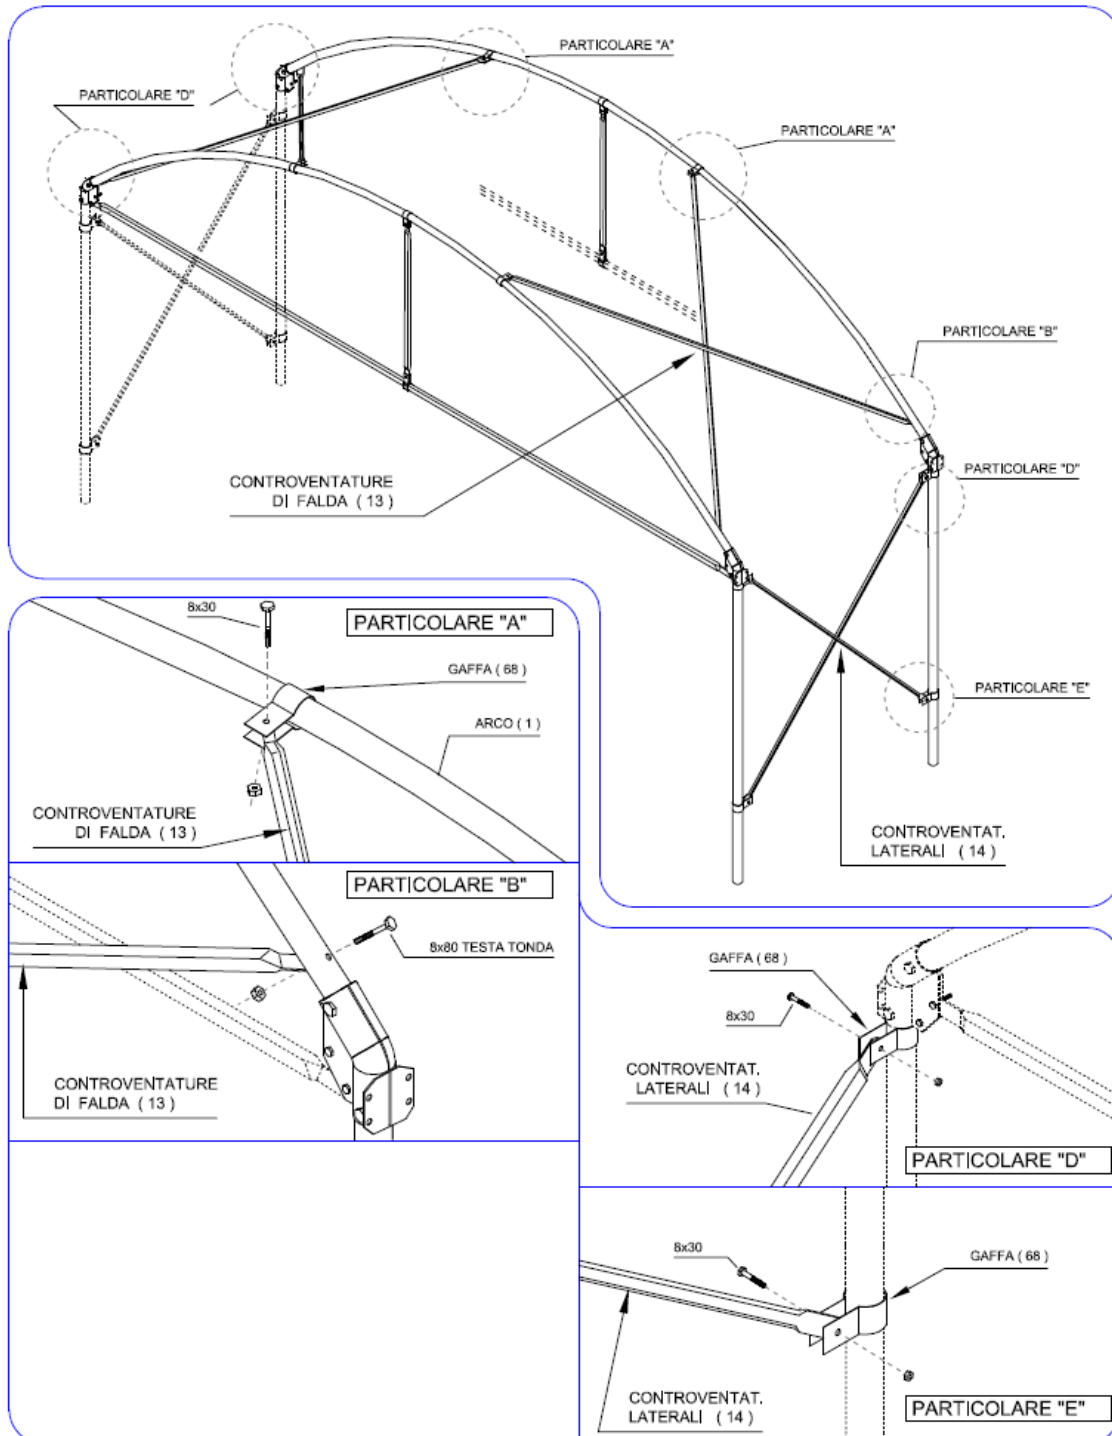 PARTICOLARE "A"
PARTICOLARE "D"
PARTICOLARE "A"
PARTICOLARE "B"
PARTICOLARE "D"
CONTROVENTATURE
DI FALDA ( 13 )
PARTICOLARE "E"
CONTROVENTAT.
LATERALI ( 14 )
8x30
PARTICOLARE "A"
GAFFA ( 68 )
ARCO ( 1 )
CONTROVENTATURE
DI FALDA ( 13 )
PARTICOLARE "B"
8x80 TESTA TONDA
CONTROVENTATURE
DI FALDA ( 13 )
GAFFA ( 68 )
8x30
CONTROVENTAT.
LATERALI ( 14 )
PARTICOLARE "D"
8x30
GAFFA ( 68 )
CONTROVENTAT.
LATERALI ( 14 )
PARTICOLARE "E"